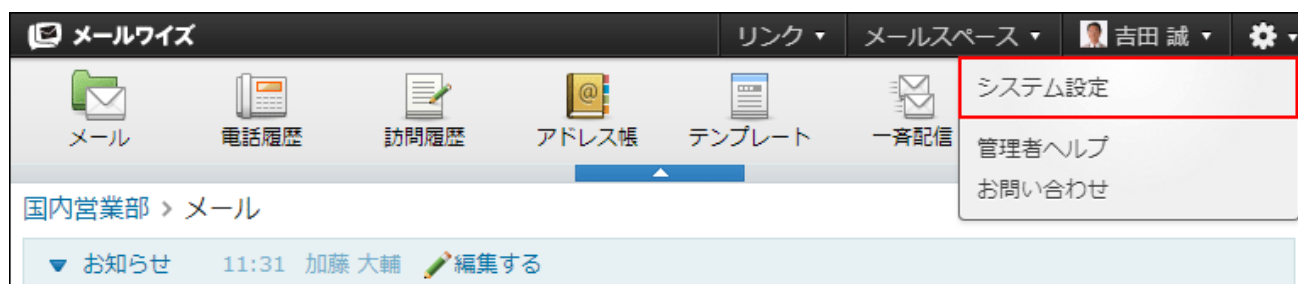 メールワイズ リンク ▼ メールスペース ▼ 吉田 誠 ▼
メール 電話履歴 訪問履歴 アドレス帳 テンプレート 一斉配信
システム設定
管理者ヘルプ
お問い合わせ
国内営業部 > メール
▼ お知らせ 11:31 加藤 大輔 編集する